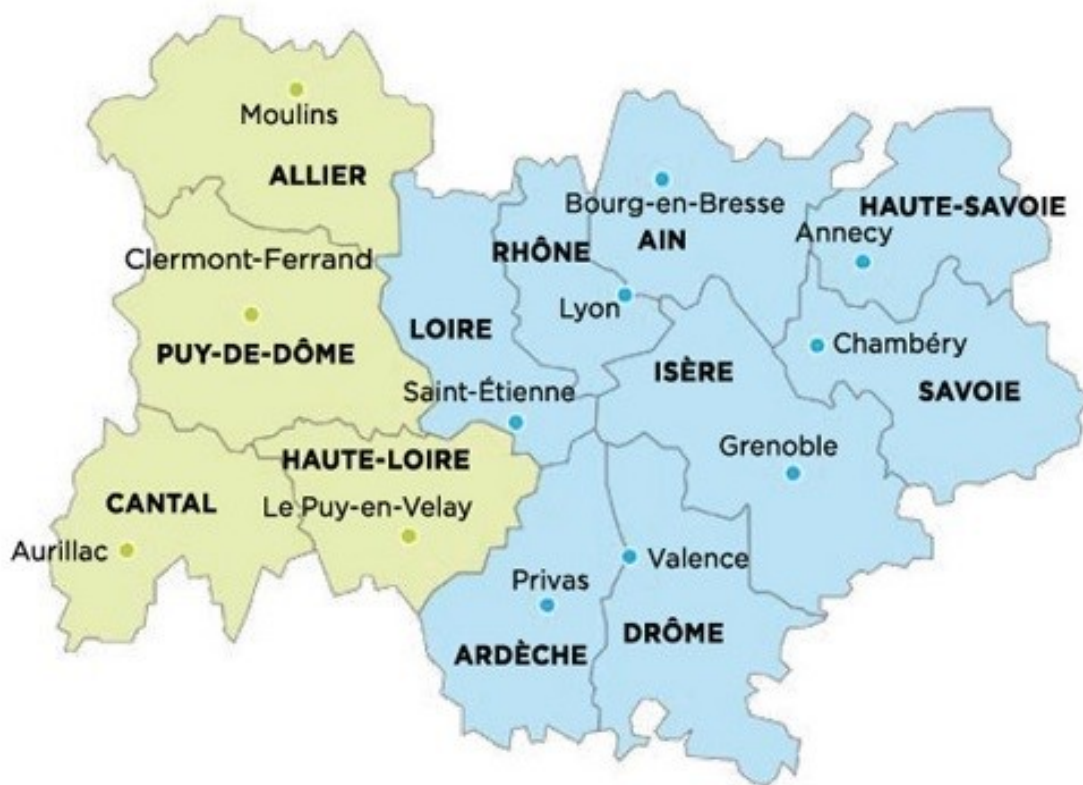 Moulins
ALLIER
Bourg-en-Bresse
AIN
HAUTE-SAVOIE
Annecy
RHÔNE
Lyon
Clermont-Ferrand
PUY-DE-DÔME
LOIRE
Saint-Étienne
ISÈRE
Chambéry
SAVOIE
Grenoble
HAUTE-LOIRE
Le Puy-en-Velay
CANTAL
Aurillac
Privas
ARDÈCHE
Valence
DRÔME